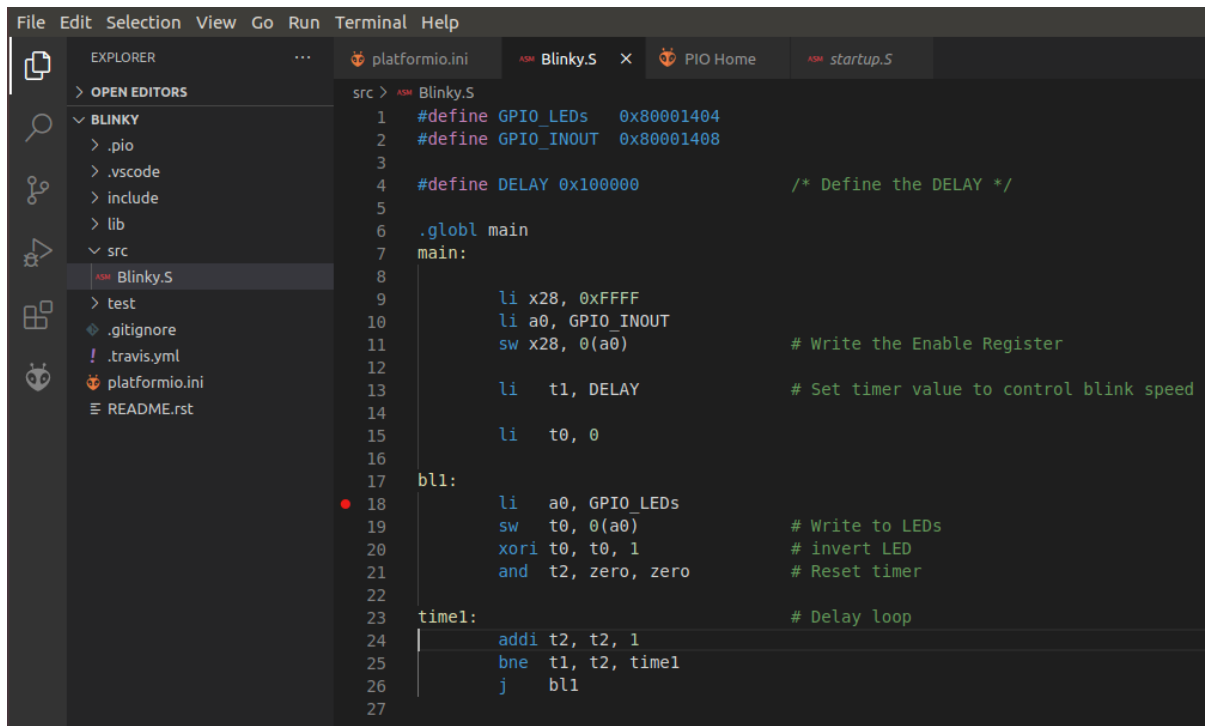 File Edit Selection View Go Run Terminal Help
EXPLORER ...
platformio.ini
ASM Blinky.S ×
PIO Home
ASM startup.S
> OPEN EDITORS
BLINKY
> .pio
> .vscode
> include
> lib
src
ASM Blinky.S
> test
.gitignore
! .travis.yml
platformio.ini
README.rst
src > ASM Blinky.S
1 #define GPIO_LEDs   0x80001404
2 #define GPIO_INOUT  0x80001408
3
4 #define DELAY 0x100000               /* Define the DELAY */
5
6 .globl main
7 main:
8
9         li x28, 0xFFFF
10         li a0, GPIO_INOUT
11         sw x28, 0(a0)                # Write the Enable Register
12
13         li   t1, DELAY               # Set timer value to control blink speed
14
15         li   t0, 0
16
17 bl1:
18         li   a0, GPIO_LEDs
19         sw   t0, 0(a0)               # Write to LEDs
20         xori t0, t0, 1               # invert LED
21         and  t2, zero, zero          # Reset timer
22
23 time1:                               # Delay loop
24         addi t2, t2, 1
25         bne  t1, t2, time1
26         j    bl1
27